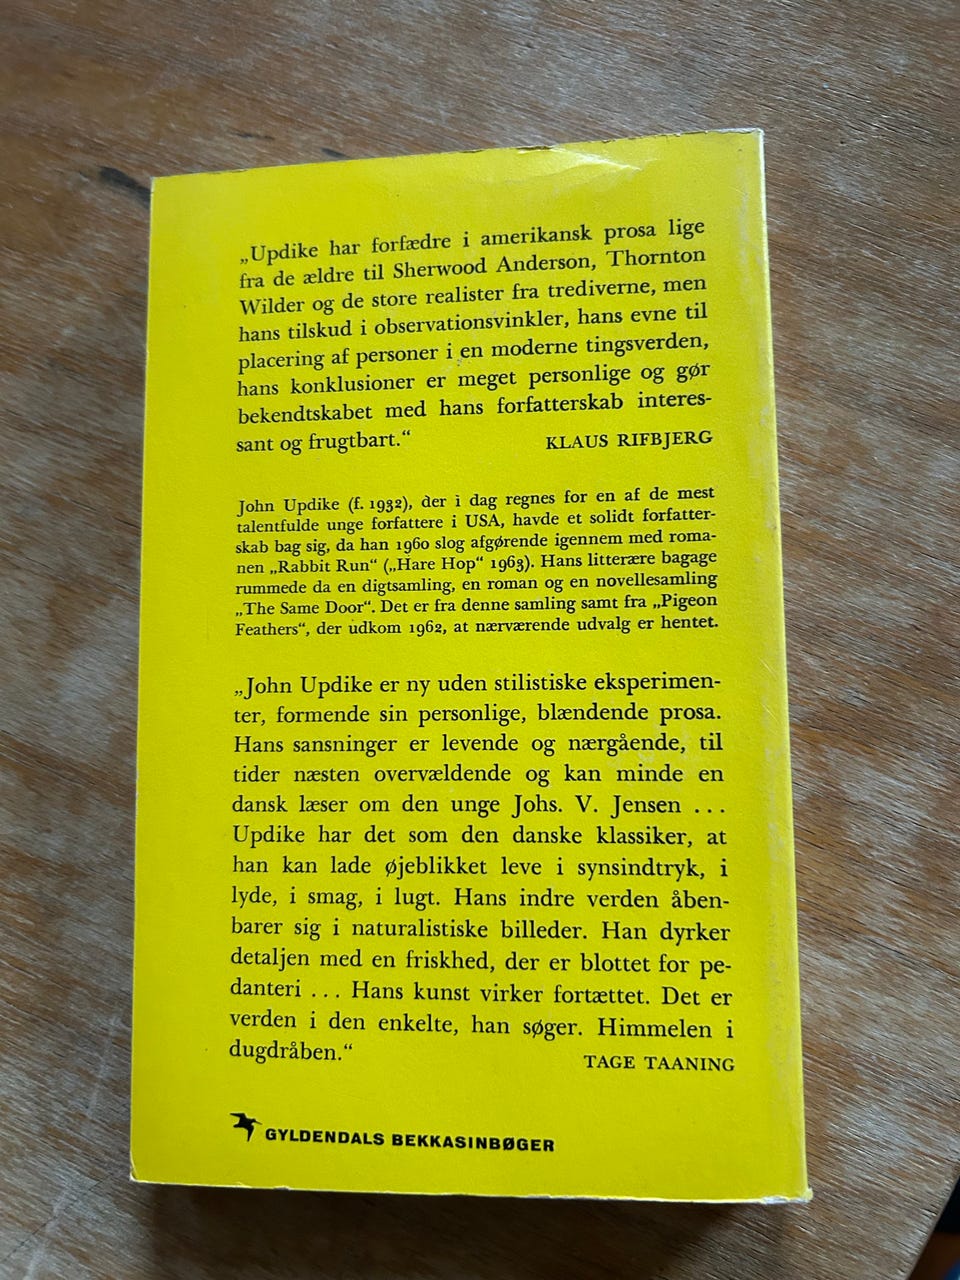 „Updike har forfædre i amerikansk prosa lige
fra de ældre til Sherwood Anderson, Thornton
Wilder og de store realister fra trediverne, men
hans tilskud i observationsvinkler, hans evne til
placering af personer i en moderne tingsverden,
hans konklusioner er meget personlige og gør
bekendtskabet med hans forfatterskab interes-
sant og frugtbart.“ KLAUS RIFBJERG
John Updike (f. 1932), der i dag regnes for en af de mest
talentfulde unge forfattere i USA, havde et solidt forfatter-
skab bag sig, da han 1960 slog afgørende igennem med roma-
nen „Rabbit Run“ („Hare Hop“ 1963). Hans litterære bagage
rummede da en digtsamling, en roman og en novellesamling
„The Same Door“. Det er fra denne samling samt fra „Pigeon
Feathers“, der udkom 1962, at nærværende udvalg er hentet.
„John Updike er ny uden stilistiske eksperimen-
ter, formende sin personlige, blændende prosa.
Hans sansninger er levende og nærgående, til
tider næsten overvældende og kan minde en
dansk læser om den unge Johs. V. Jensen ...
Updike har det som den danske klassiker, at
han kan lade øjeblikket leve i synsindtryk, i
lyde, i smag, i lugt. Hans indre verden åben-
barer sig i naturalistiske billeder. Han dyrker
detaljen med en friskhed, der er blottet for pe-
danteri ... Hans kunst virker fortættet. Det er
verden i den enkelte, han søger. Himmelen i
dugdråben.“ TAGE TAANING
GYLDENDALS BEKKASINBØGER